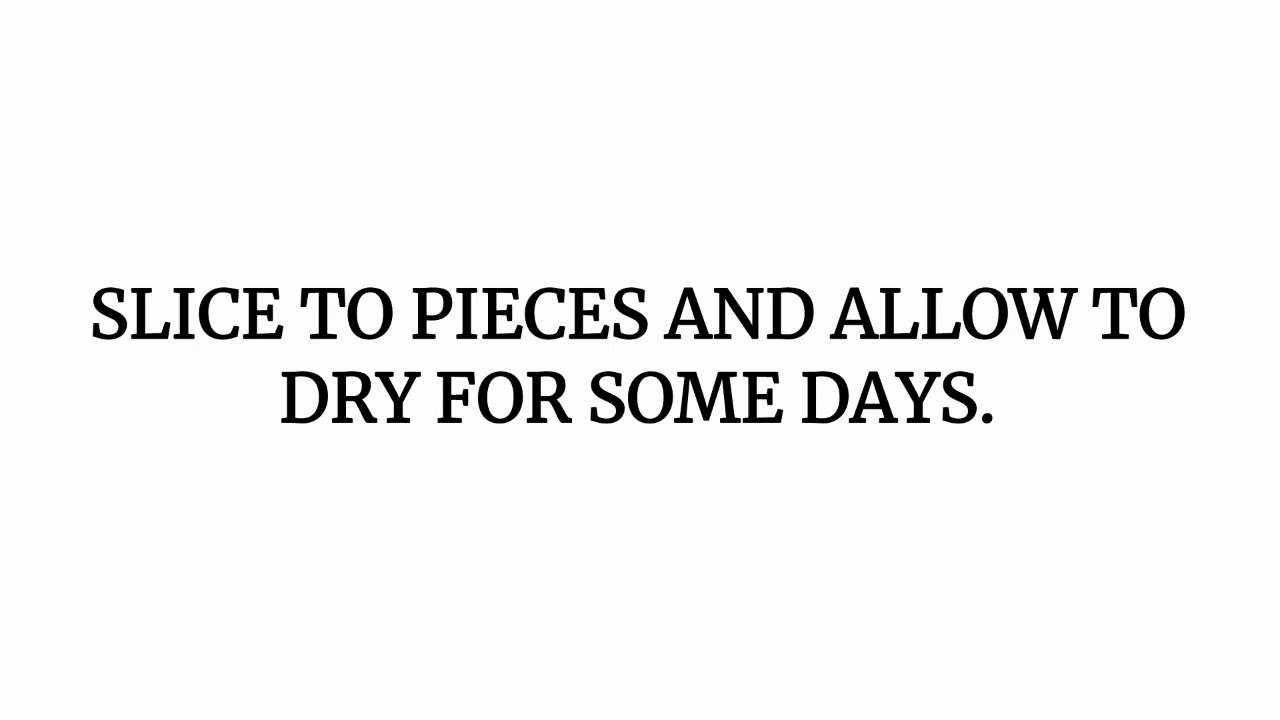 SLICE TO PIECES AND ALLOW TO
DRY FOR SOME DAYS.